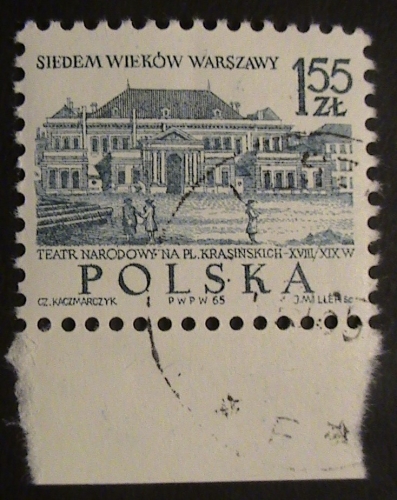 SIEDEM WIEKÓW WARSZAWY
1.55
ZŁ
TEATR NARODOWY NA PL. KRASIŃSKICH - XVIII/XIX W
POLSKA
CZ. KACZMARCZYK PWPW 65 J. MILLER SC.